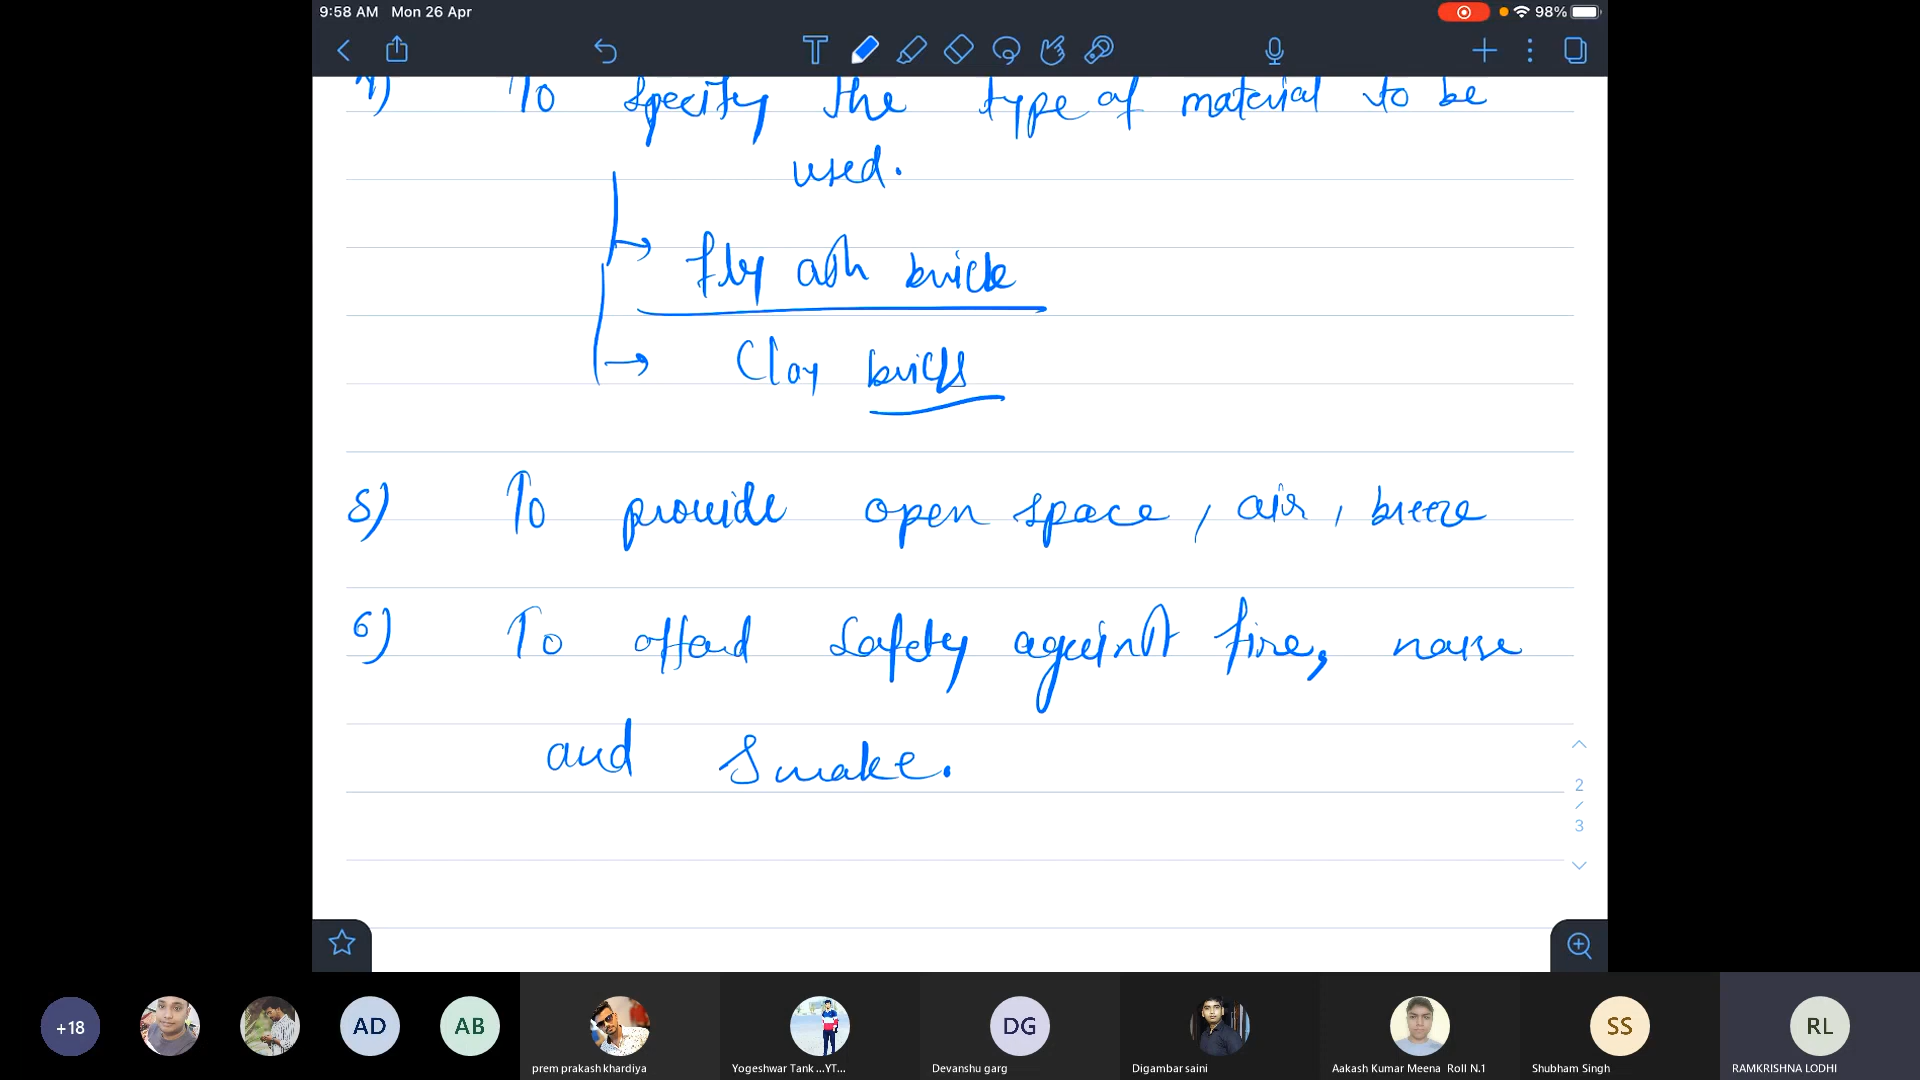 9:58 AM Mon 26 Apr
98%
4) To specify the type of material to be
used.
→ fly ash brick
→ Clay bricks
5) To provide open space, air, breeze
6) To afford safety against fire, noise
and Smoke.
2
/
3
+18
AD
AB
DG
SS
RL
prem prakash khardiya
Yogeshwar Tank ...YT...
Devanshu garg
Digambar saini
Aakash Kumar Meena Roll N.1
Shubham Singh
RAMKRISHNA LODHI